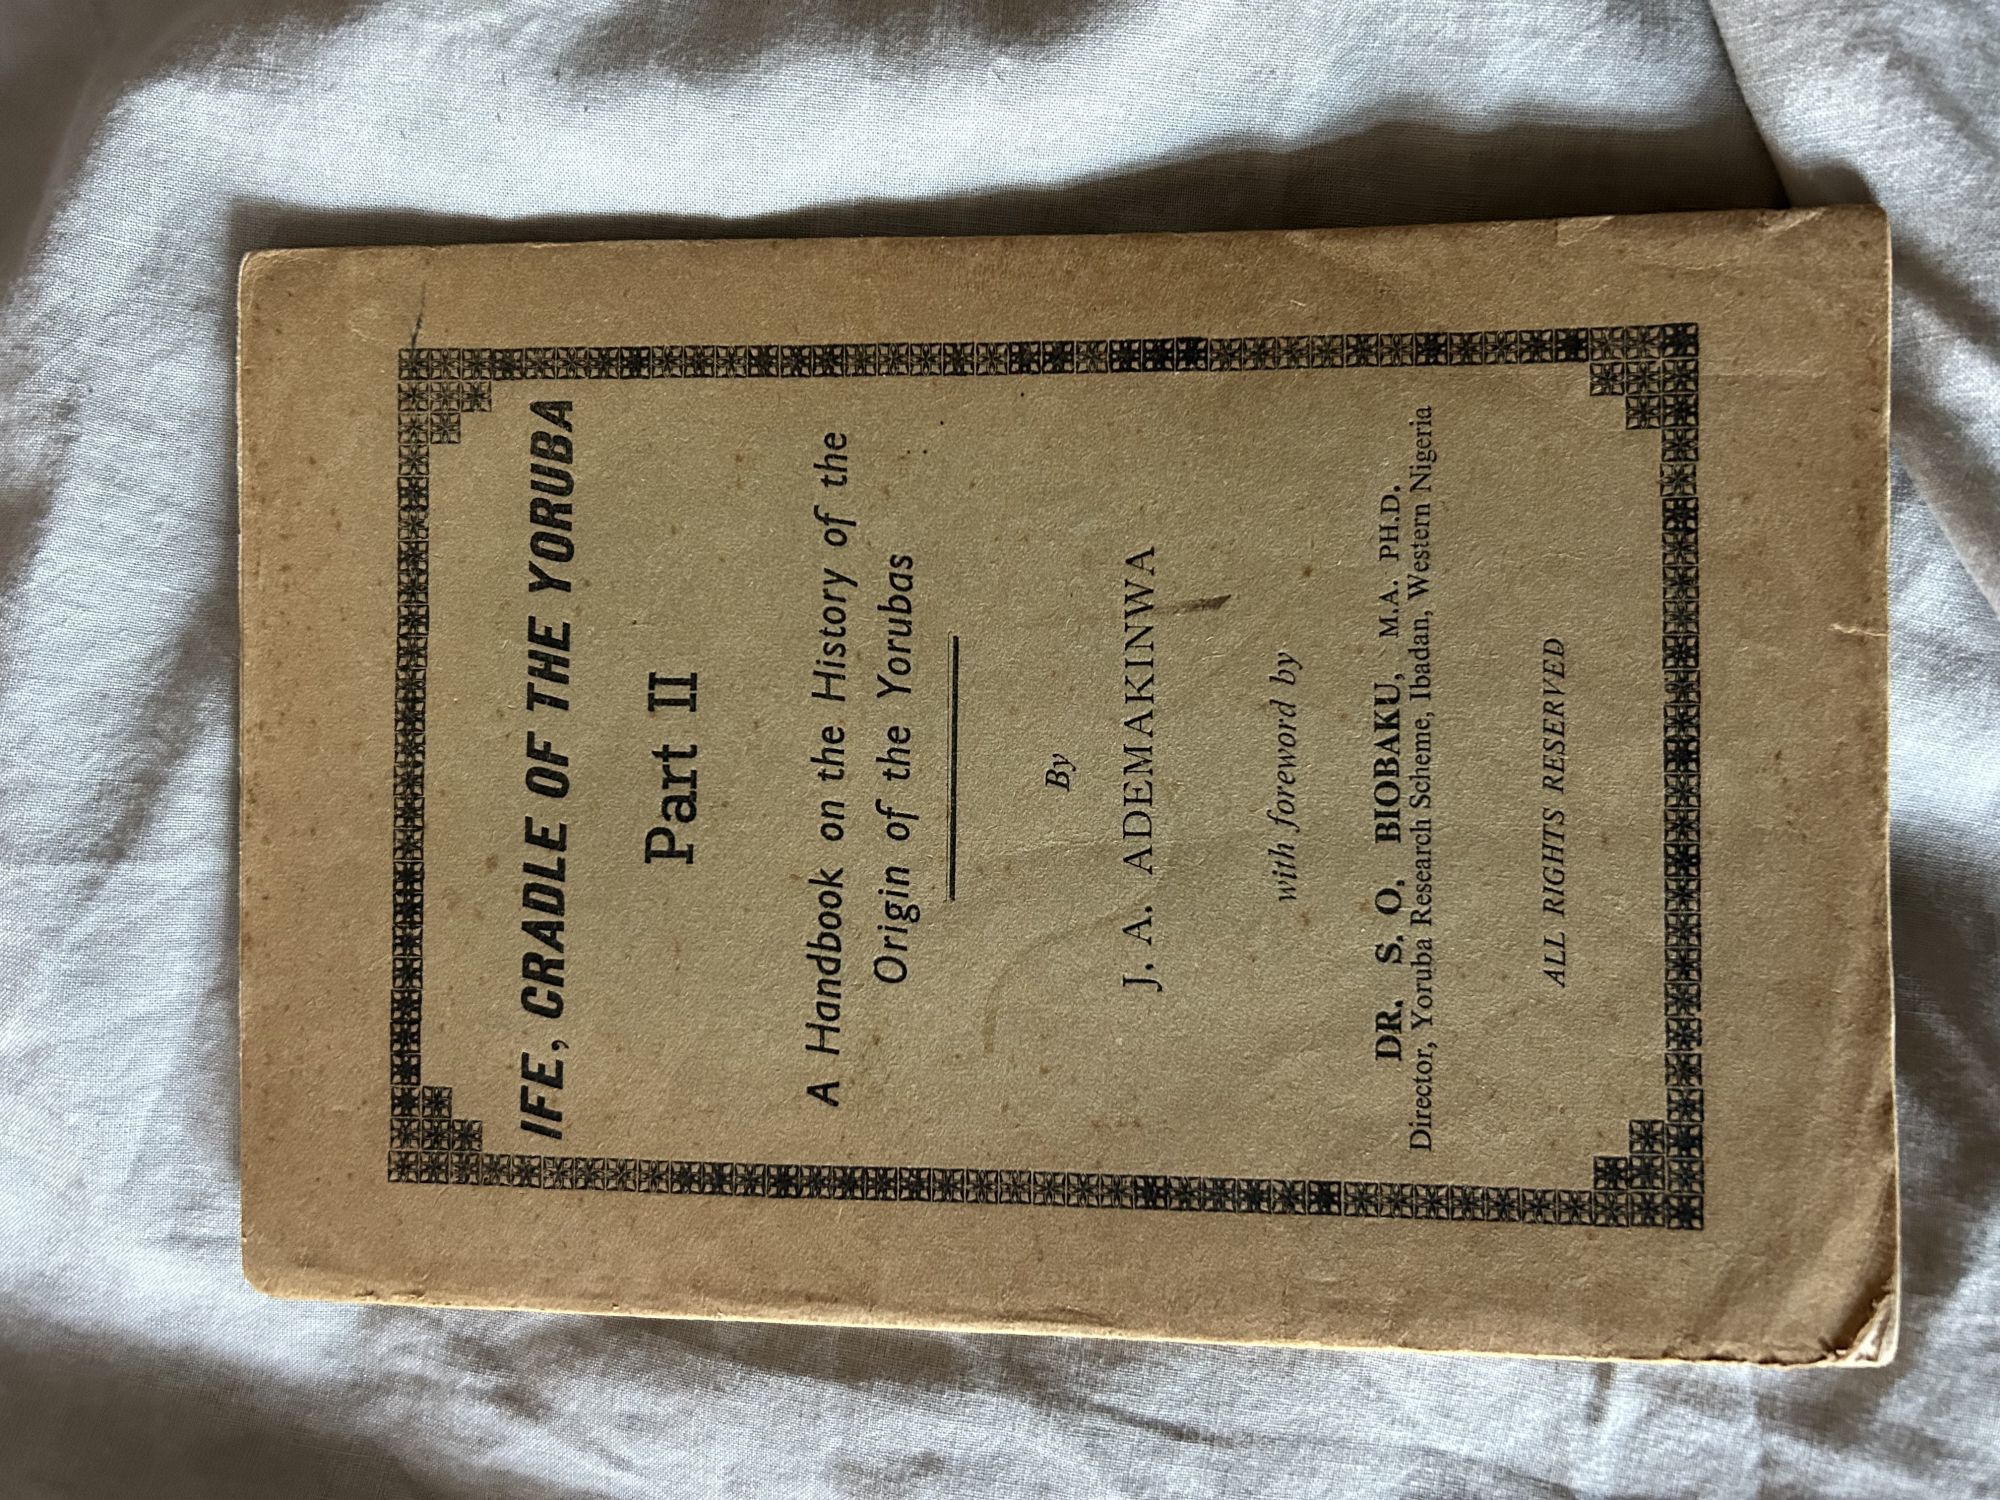 IFE, CRADLE OF THE YORUBA
Part II
A Handbook on the History of the
Origin of the Yorubas
By
J. A. ADEMAKINWA
with foreword by
DR. S. O. BIOBAKU, M.A. PH.D.
Director, Yoruba Research Scheme, Ibadan, Western Nigeria
ALL RIGHTS RESERVED